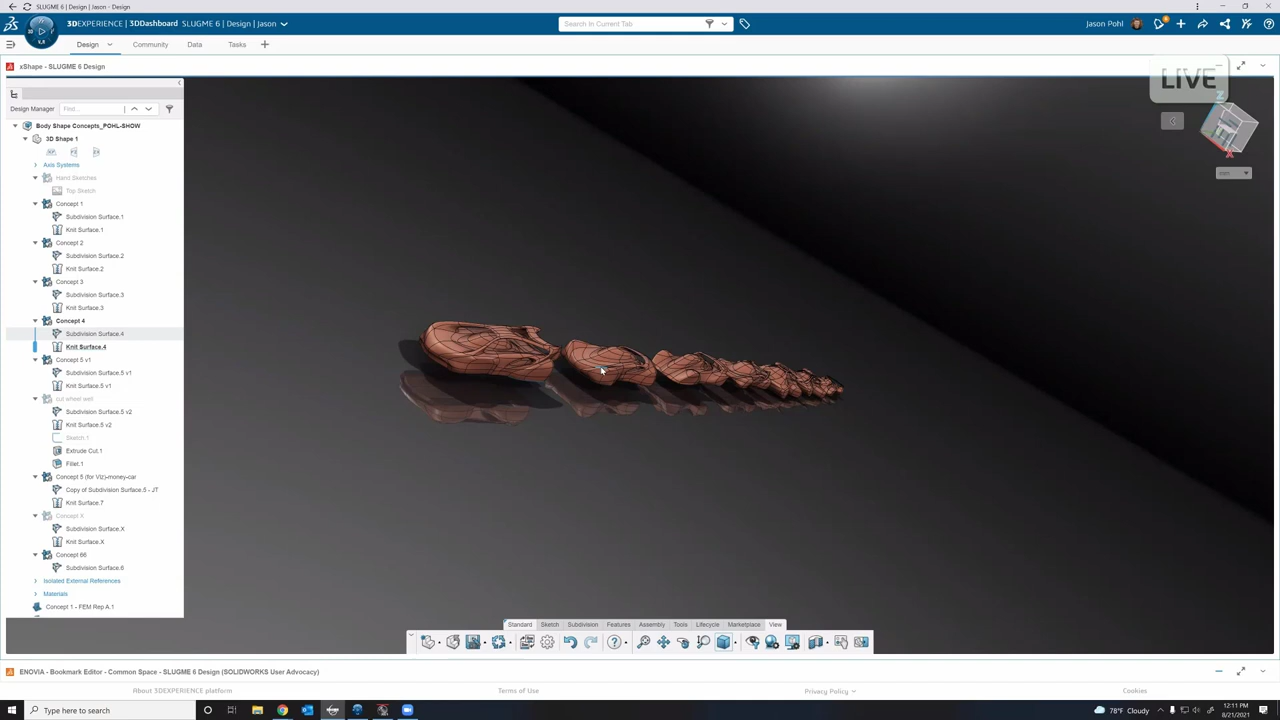 SLUGME 6 | Design | Jason
3DEXPERIENCE | 3DDashboard SLUGME 6 | Design | Jason
Search In Current Tab
Jason Pohl
Design
Community
Data
Tasks
xShape - SLUGME 6 Design
LIVE
Design Manager
Find...
Body Shape Concepts_POHL-SHOW
3D Shape 1
Axis Systems
Hand Sketches
Top Sketch
Concept 1
Subdivision Surface.1
Knit Surface.1
Concept 2
Subdivision Surface.2
Knit Surface.2
Concept 3
Subdivision Surface.3
Knit Surface.3
Concept 4
Subdivision Surface.4
Knit Surface.4
Concept 5 v1
Subdivision Surface.5 v1
Knit Surface.5 v1
cut wheel well
Subdivision Surface.5 v2
Knit Surface.5 v2
Sketch.1
Extrude Cut.1
Fillet.1
Concept 5 (for Viz)-money-car
Copy of Subdivision Surface.5 - JT
Knit Surface.7
Concept X
Subdivision Surface.X
Knit Surface.X
Concept 66
Subdivision Surface.6
Isolated External References
Materials
Concept 1 - FEM Rep A.1
Z
X
mm
Standard
Sketch
Subdivision
Features
Assembly
Tools
Lifecycle
Marketplace
View
ENOVIA - Bookmark Editor - Common Space - SLUGME 6 Design (SOLIDWORKS User Advocacy)
About 3DEXPERIENCE platform
Terms of Use
Privacy Policy
Cookies
Type here to search
78°F Cloudy
12:11 PM
8/21/2021